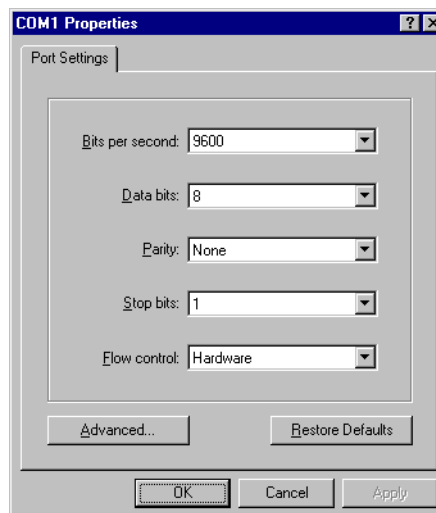 COM1 Properties
Port Settings
Bits per second: 9600
Data bits: 8
Parity: None
Stop bits: 1
Flow control: Hardware
Advanced... Restore Defaults
OK Cancel Apply